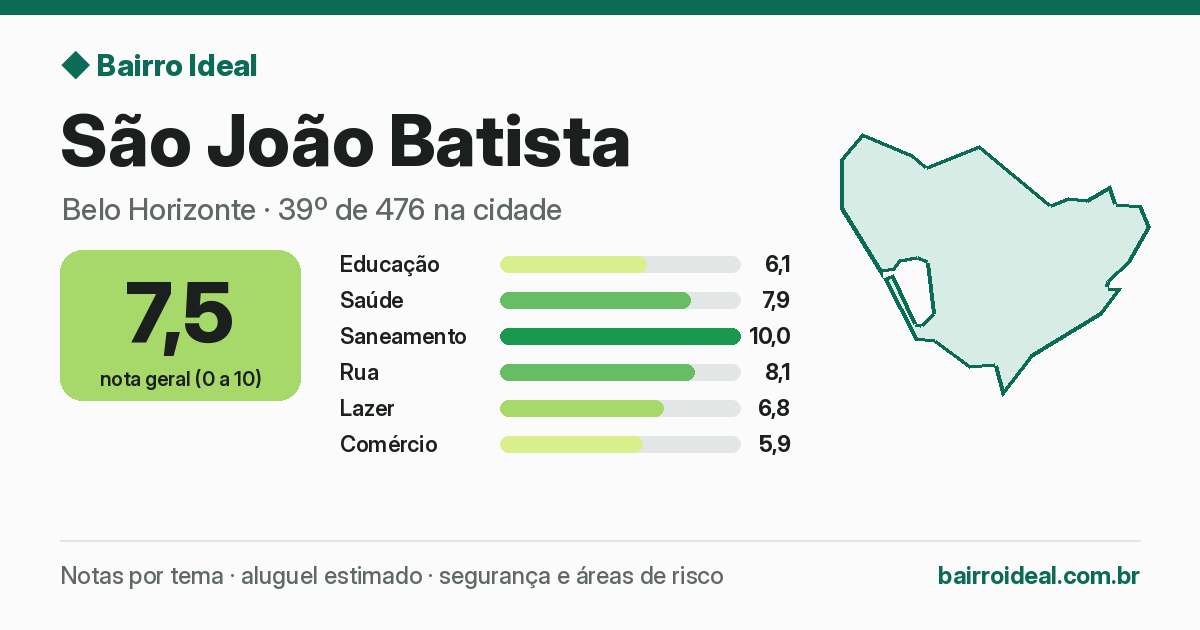 Bairro Ideal
São João Batista
Belo Horizonte · 39º de 476 na cidade
7,5
nota geral (0 a 10)
Educação 6,1
Saúde 7,9
Saneamento 10,0
Rua 8,1
Lazer 6,8
Comércio 5,9
Notas por tema · aluguel estimado · segurança e áreas de risco
bairroideal.com.br